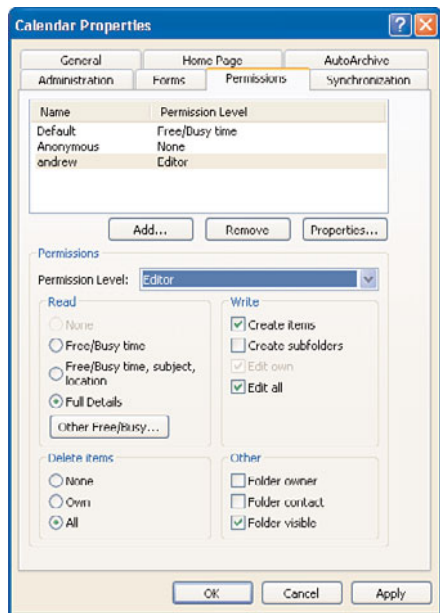 Calendar Properties
General Home Page AutoArchive
Administration Forms Permissions Synchronization
Name Permission Level
Default Free/Busy time
Anonymous None
andrew Editor
Add... Remove Properties...
Permissions
Permission Level: Editor
Read
None
Free/Busy time
Free/Busy time, subject,
location
Full Details
Other Free/Busy...
Write
Create items
Create subfolders
Edit own
Edit all
Delete items
None
Own
All
Other
Folder owner
Folder contact
Folder visible
OK Cancel Apply